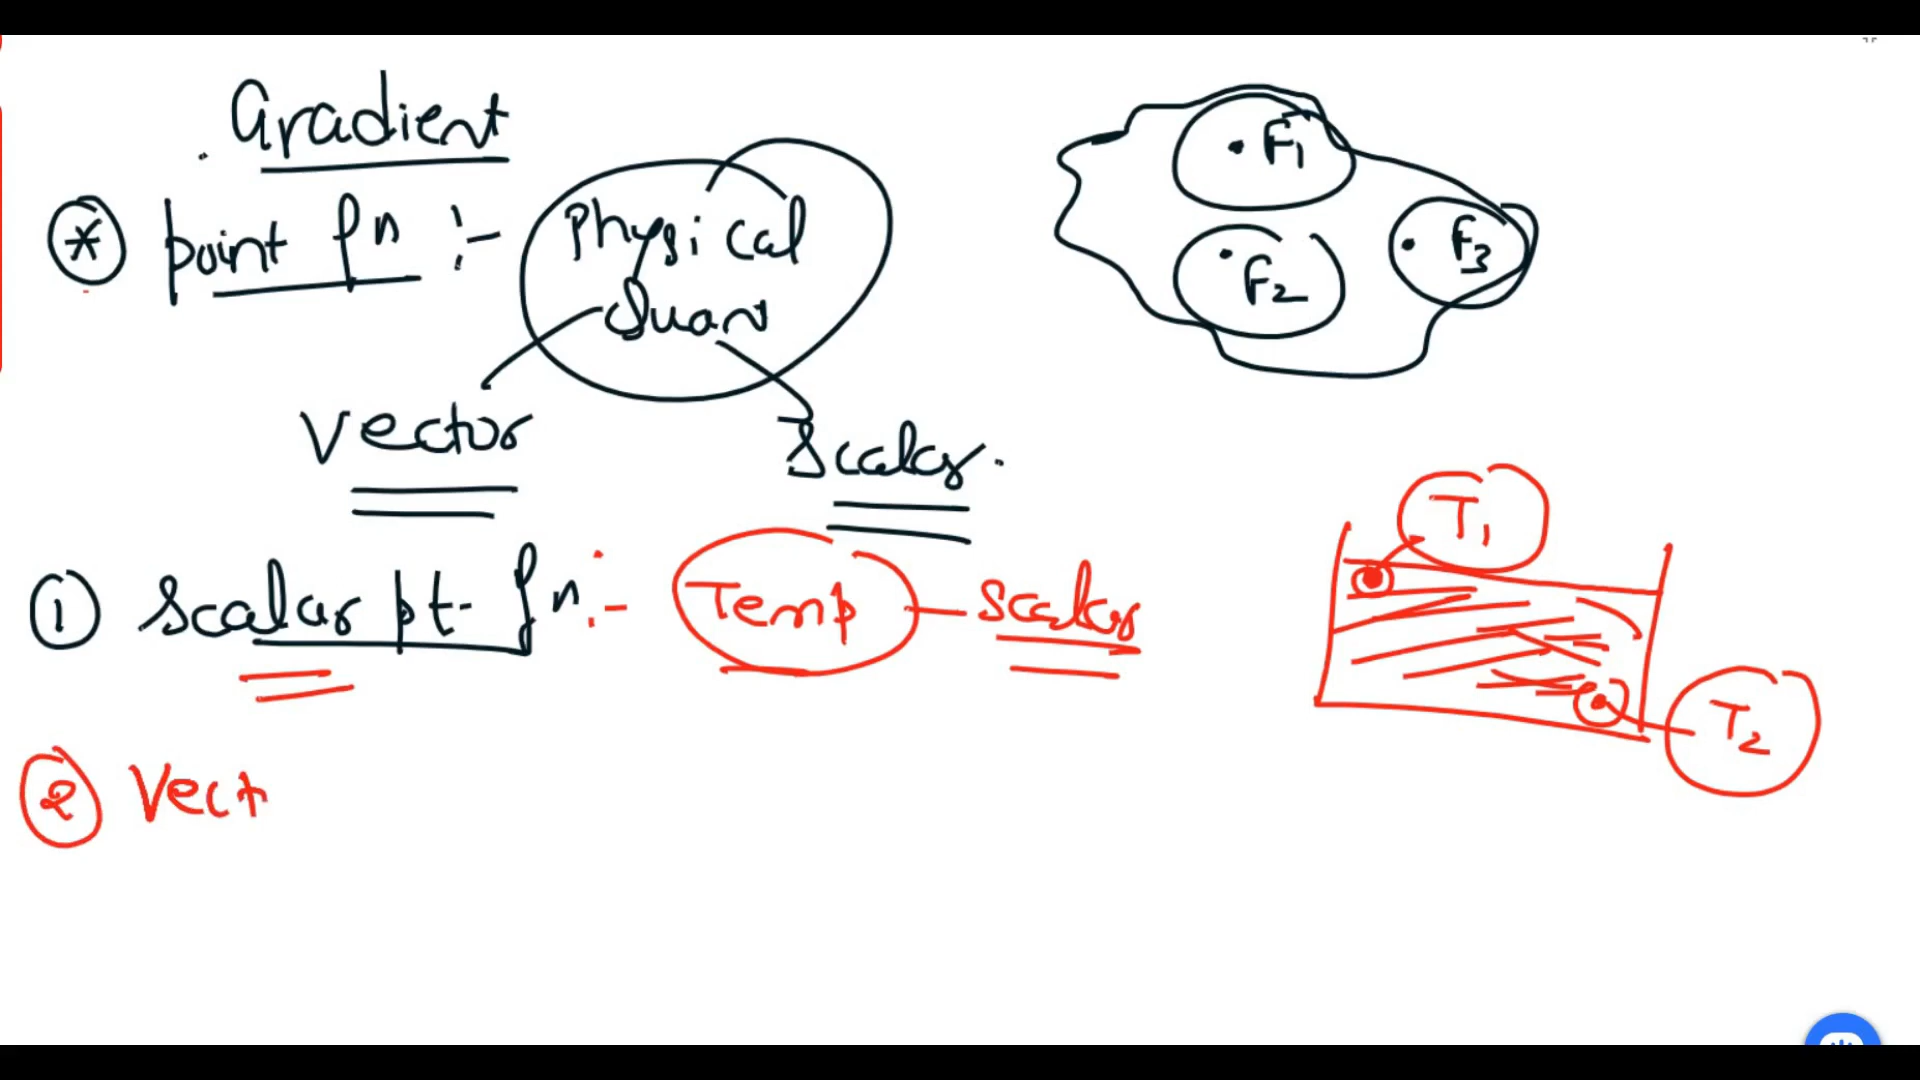 Gradient
* point fn :- Physical
Quant
Vector
Scalar.
F1
F2
F3
1 Scalar pt. fn :- Temp - Scalar
T1
T2
2 Vect